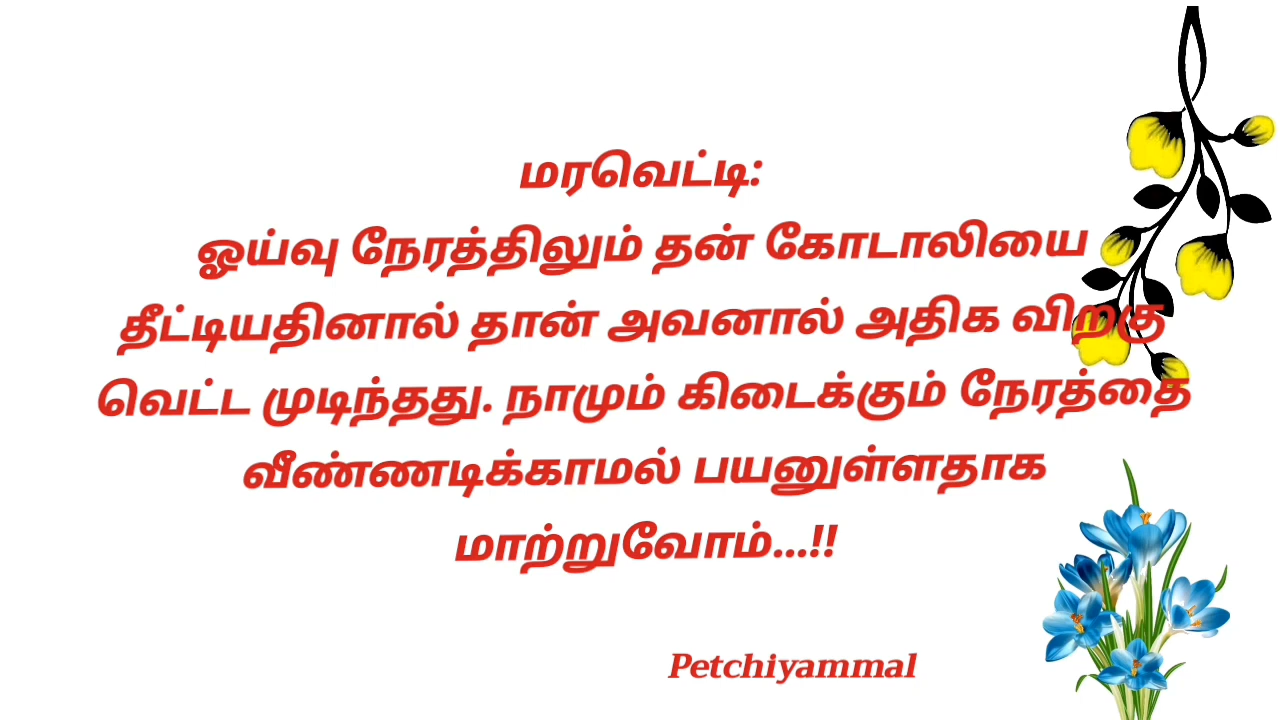 மரவெட்டி:
ஓய்வு நேரத்திலும் தன் கோடாலியை
தீட்டியதினால் தான் அவனால் அதிக விறகு
வெட்ட முடிந்தது. நாமும் கிடைக்கும் நேரத்தை
வீண்ணடிக்காமல் பயனுள்ளதாக
மாற்றுவோம்...!!
Petchiyammal